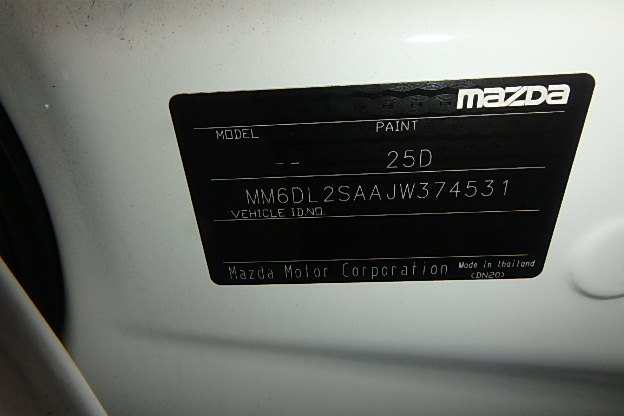 mazda
MODEL PAINT
-- 25D
MM6DL2SAAJW374531
VEHICLE ID.NO.
Mazda Motor Corporation Made in thailand
(DN20)